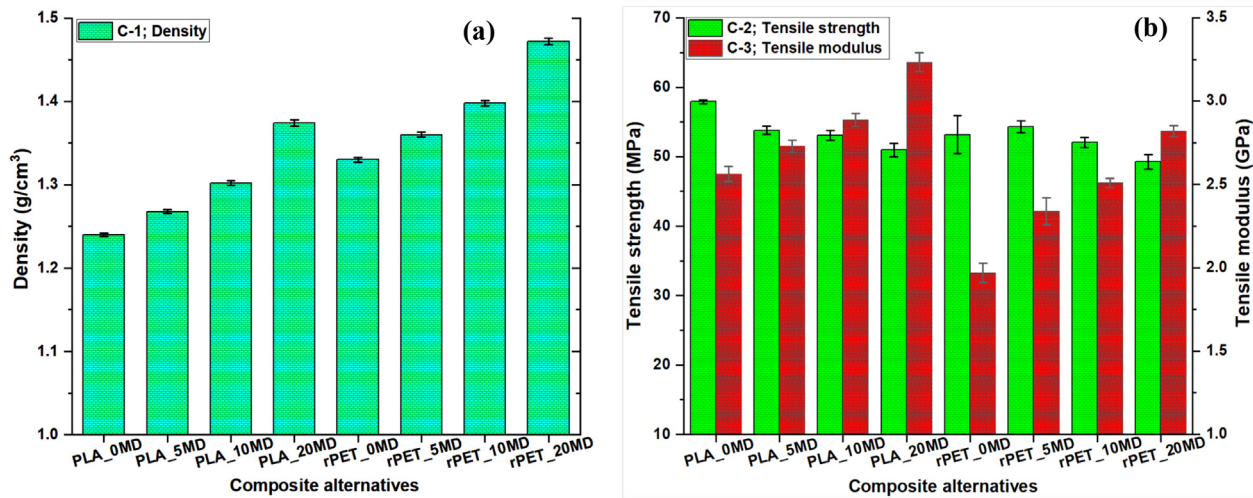 (a)
C-1; Density
Density (g/cm³)
1.5
1.4
1.3
1.2
1.1
1.0
PLA_0MD
PLA_5MD
PLA_10MD
PLA_20MD
rPET_0MD
rPET_5MD
rPET_10MD
rPET_20MD
Composite alternatives
(b)
C-2; Tensile strength
C-3; Tensile modulus
Tensile strength (MPa)
70
60
50
40
30
20
10
Tensile modulus (GPa)
3.5
3.0
2.5
2.0
1.5
1.0
PLA_0MD
PLA_5MD
PLA_10MD
PLA_20MD
rPET_0MD
rPET_5MD
rPET_10MD
rPET_20MD
Composite alternatives